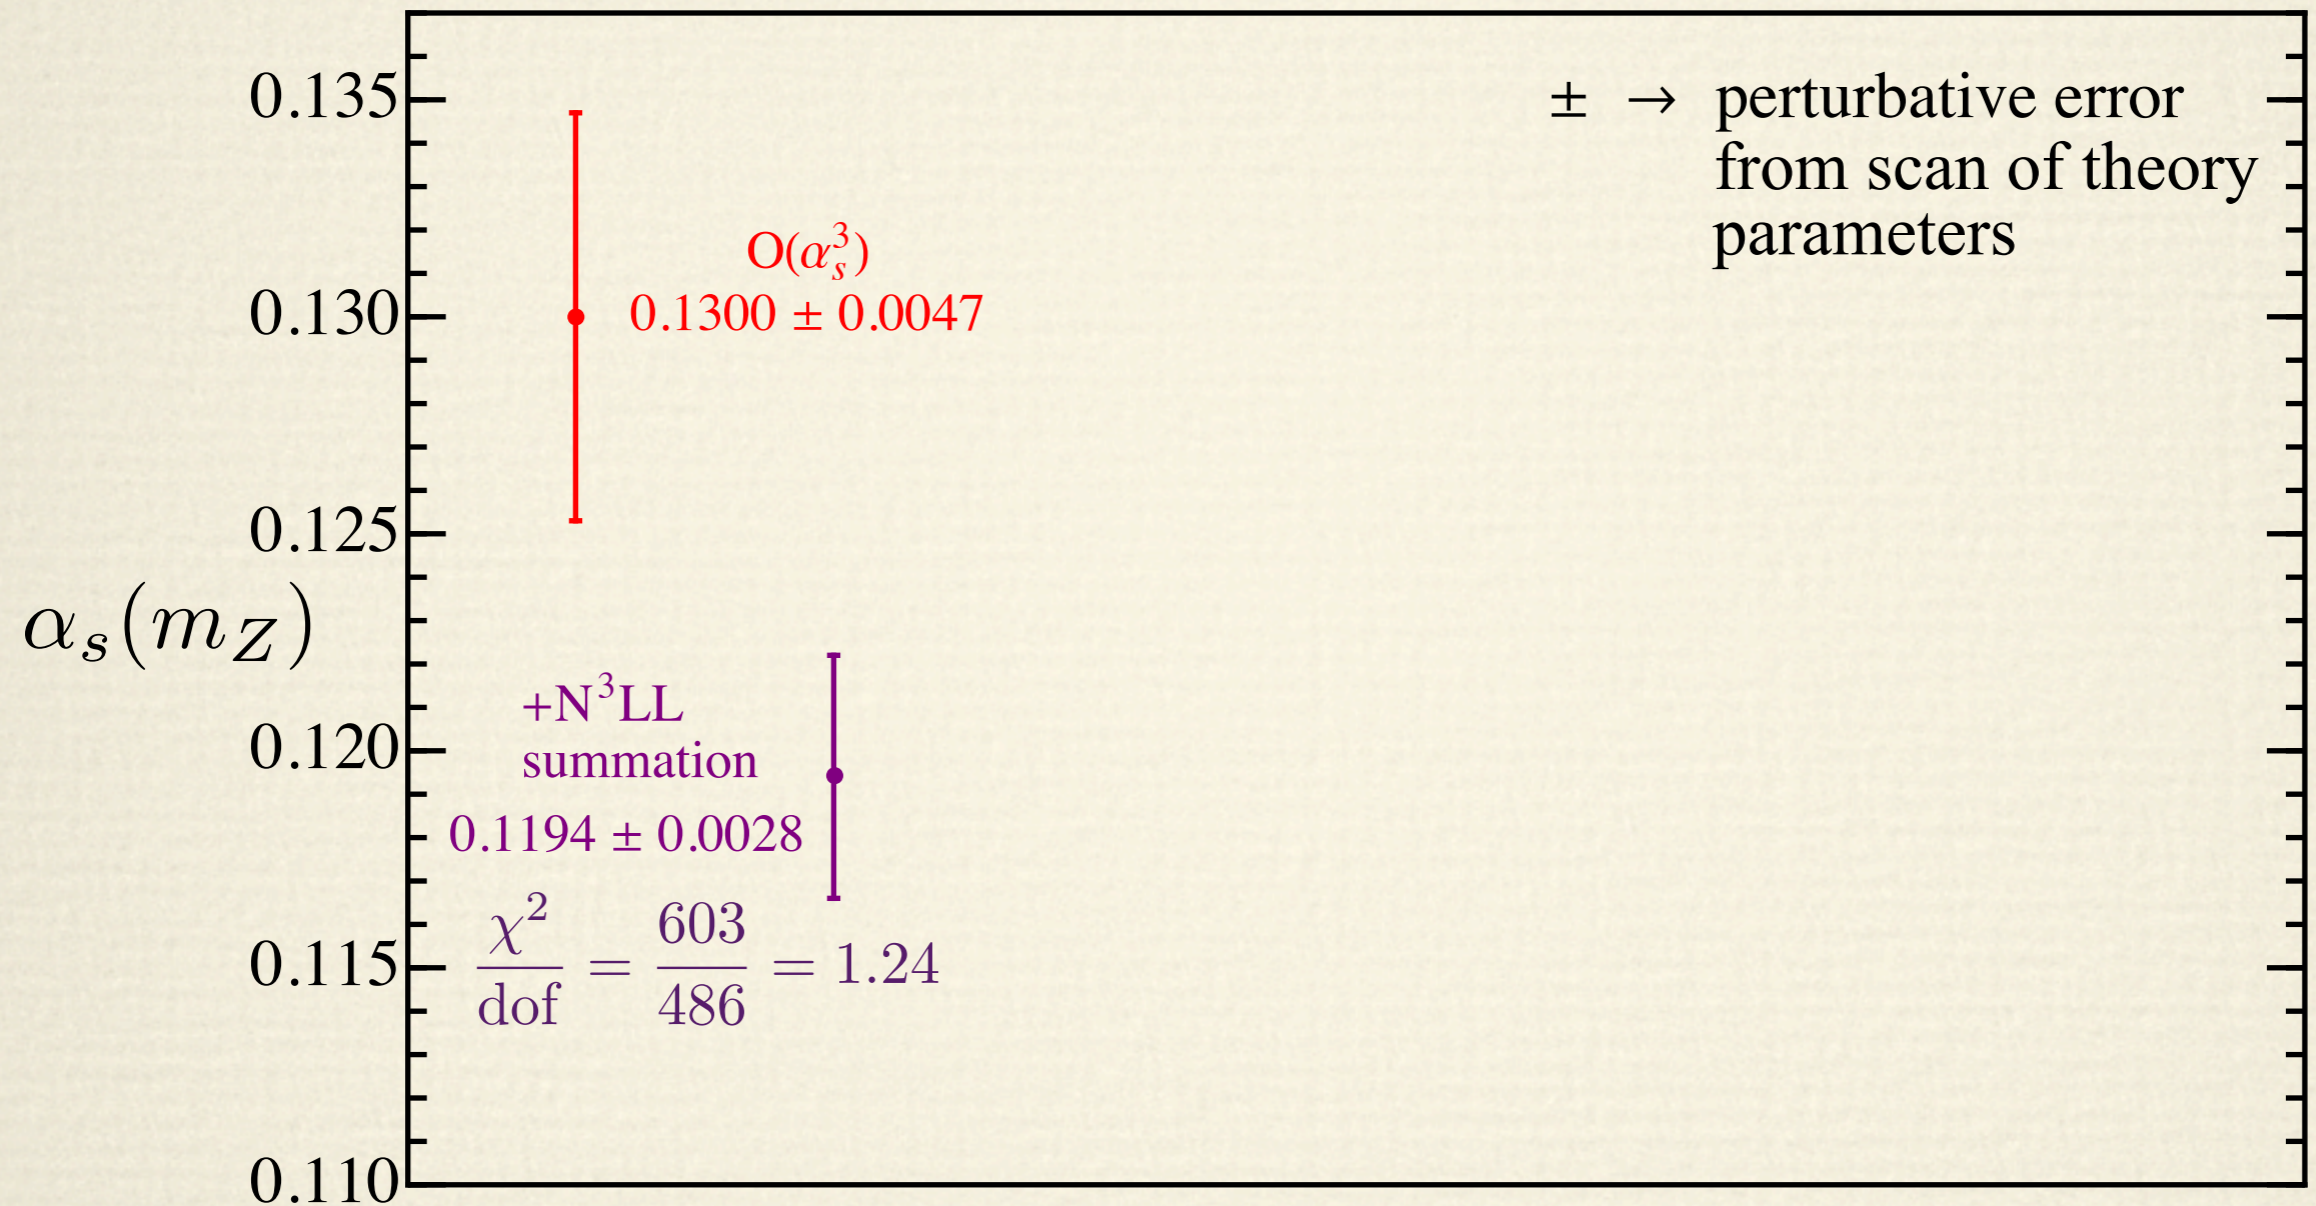 0.135
0.130
0.125
0.120
0.115
0.110
α_s(m_Z)
± → perturbative error
from scan of theory
parameters
O(α_s^3)
0.1300 ± 0.0047
+N^3LL
summation
0.1194 ± 0.0028
χ^2/dof = 603/486 = 1.24